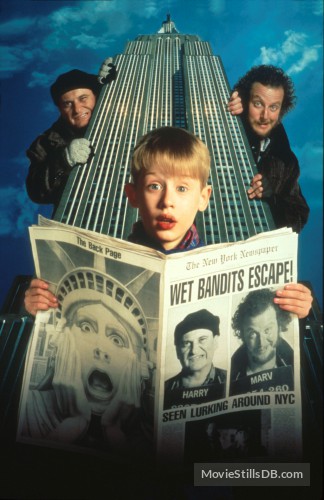 The Back Page
The New York Newspaper
WET BANDITS ESCAPE!
HARRY
MARV
SEEN LURKING AROUND NYC
MovieStillsDB.com